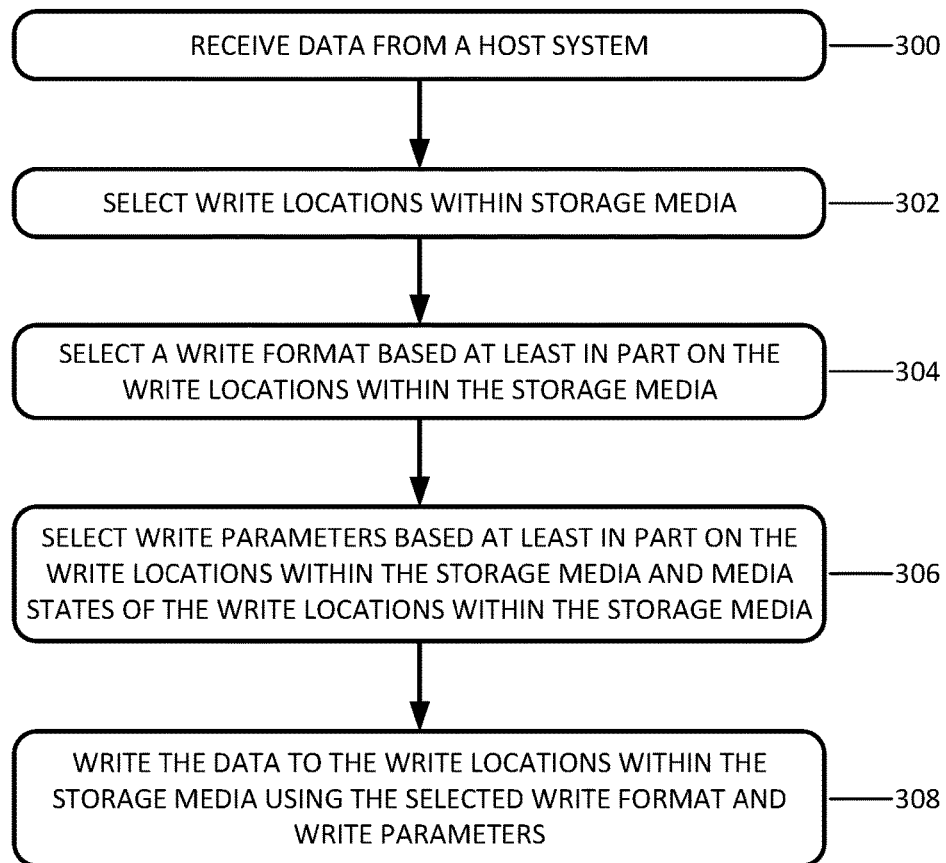 RECEIVE DATA FROM A HOST SYSTEM
300
SELECT WRITE LOCATIONS WITHIN STORAGE MEDIA
302
SELECT A WRITE FORMAT BASED AT LEAST IN PART ON THE
WRITE LOCATIONS WITHIN THE STORAGE MEDIA
304
SELECT WRITE PARAMETERS BASED AT LEAST IN PART ON THE
WRITE LOCATIONS WITHIN THE STORAGE MEDIA AND MEDIA
STATES OF THE WRITE LOCATIONS WITHIN THE STORAGE MEDIA
306
WRITE THE DATA TO THE WRITE LOCATIONS WITHIN THE
STORAGE MEDIA USING THE SELECTED WRITE FORMAT AND
WRITE PARAMETERS
308